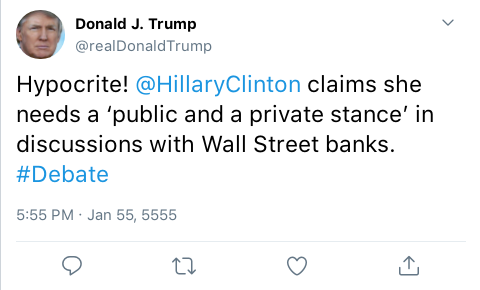 Donald J. Trump
@realDonaldTrump
Hypocrite! @HillaryClinton claims she
needs a ‘public and a private stance’ in
discussions with Wall Street banks.
#Debate
5:55 PM · Jan 55, 5555